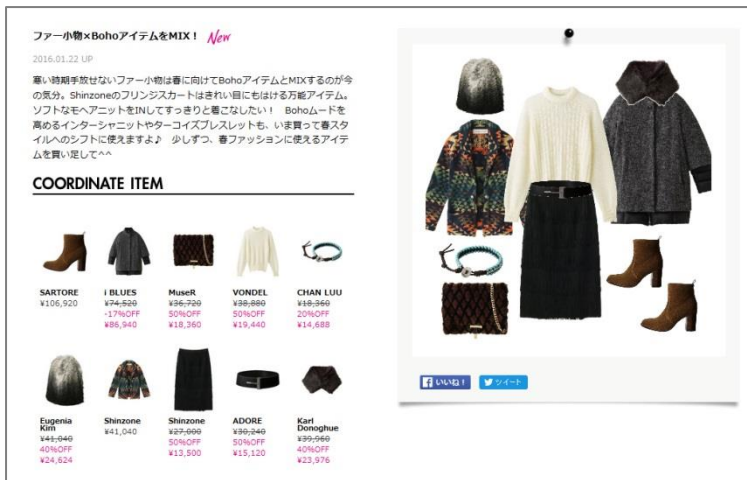 ファー小物×BohoアイテムをMIX！ New
2016.01.22 UP
寒い時期手放せないファー小物は春に向けてBohoアイテムとMIXするのが今
の気分。Shinzoneのフリンジスカートはきれい目にもはける万能アイテム。
ソフトなモヘアニットをINしてすっきりと着こなしたい！ Bohoムードを
高めるインターシャニットやターコイズブレスレットも、いま買って春スタ
イルへのシフトに使えますよ♪ 少しずつ、春ファッションに使えるアイテ
ムを買い足して^^
COORDINATE ITEM
SARTORE
¥106,920
i BLUES
¥74,520
-17%OFF
¥86,940
MuseR
¥36,720
50%OFF
¥18,360
VONDEL
¥38,880
50%OFF
¥19,440
CHAN LUU
¥18,360
20%OFF
¥14,688
Eugenia
Kim
¥41,040
40%OFF
¥24,624
Shinzone
¥41,040
Shinzone
¥27,000
50%OFF
¥13,500
ADORE
¥30,240
50%OFF
¥15,120
Karl
Donoghue
¥39,960
40%OFF
¥23,976
いいね！
ツイート